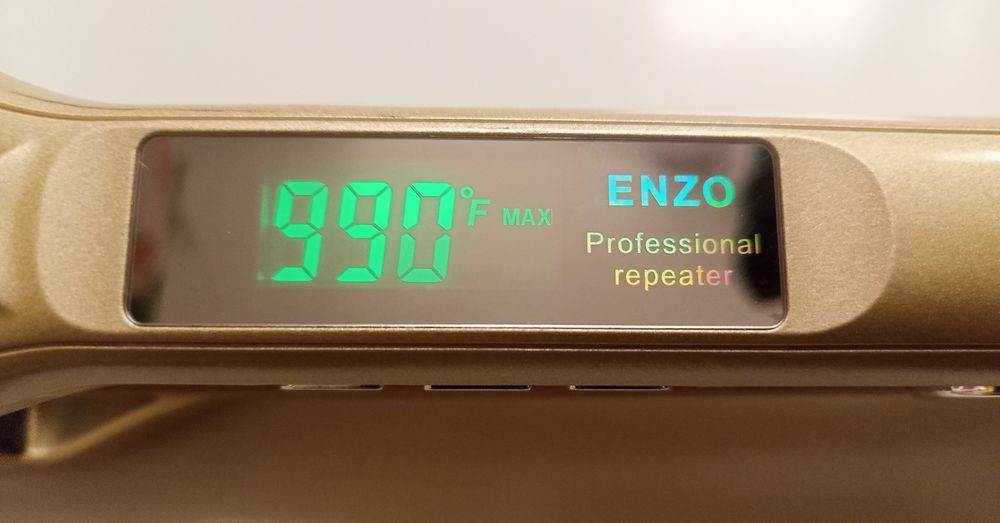 990°F MAX
ENZO
Professional
repeater